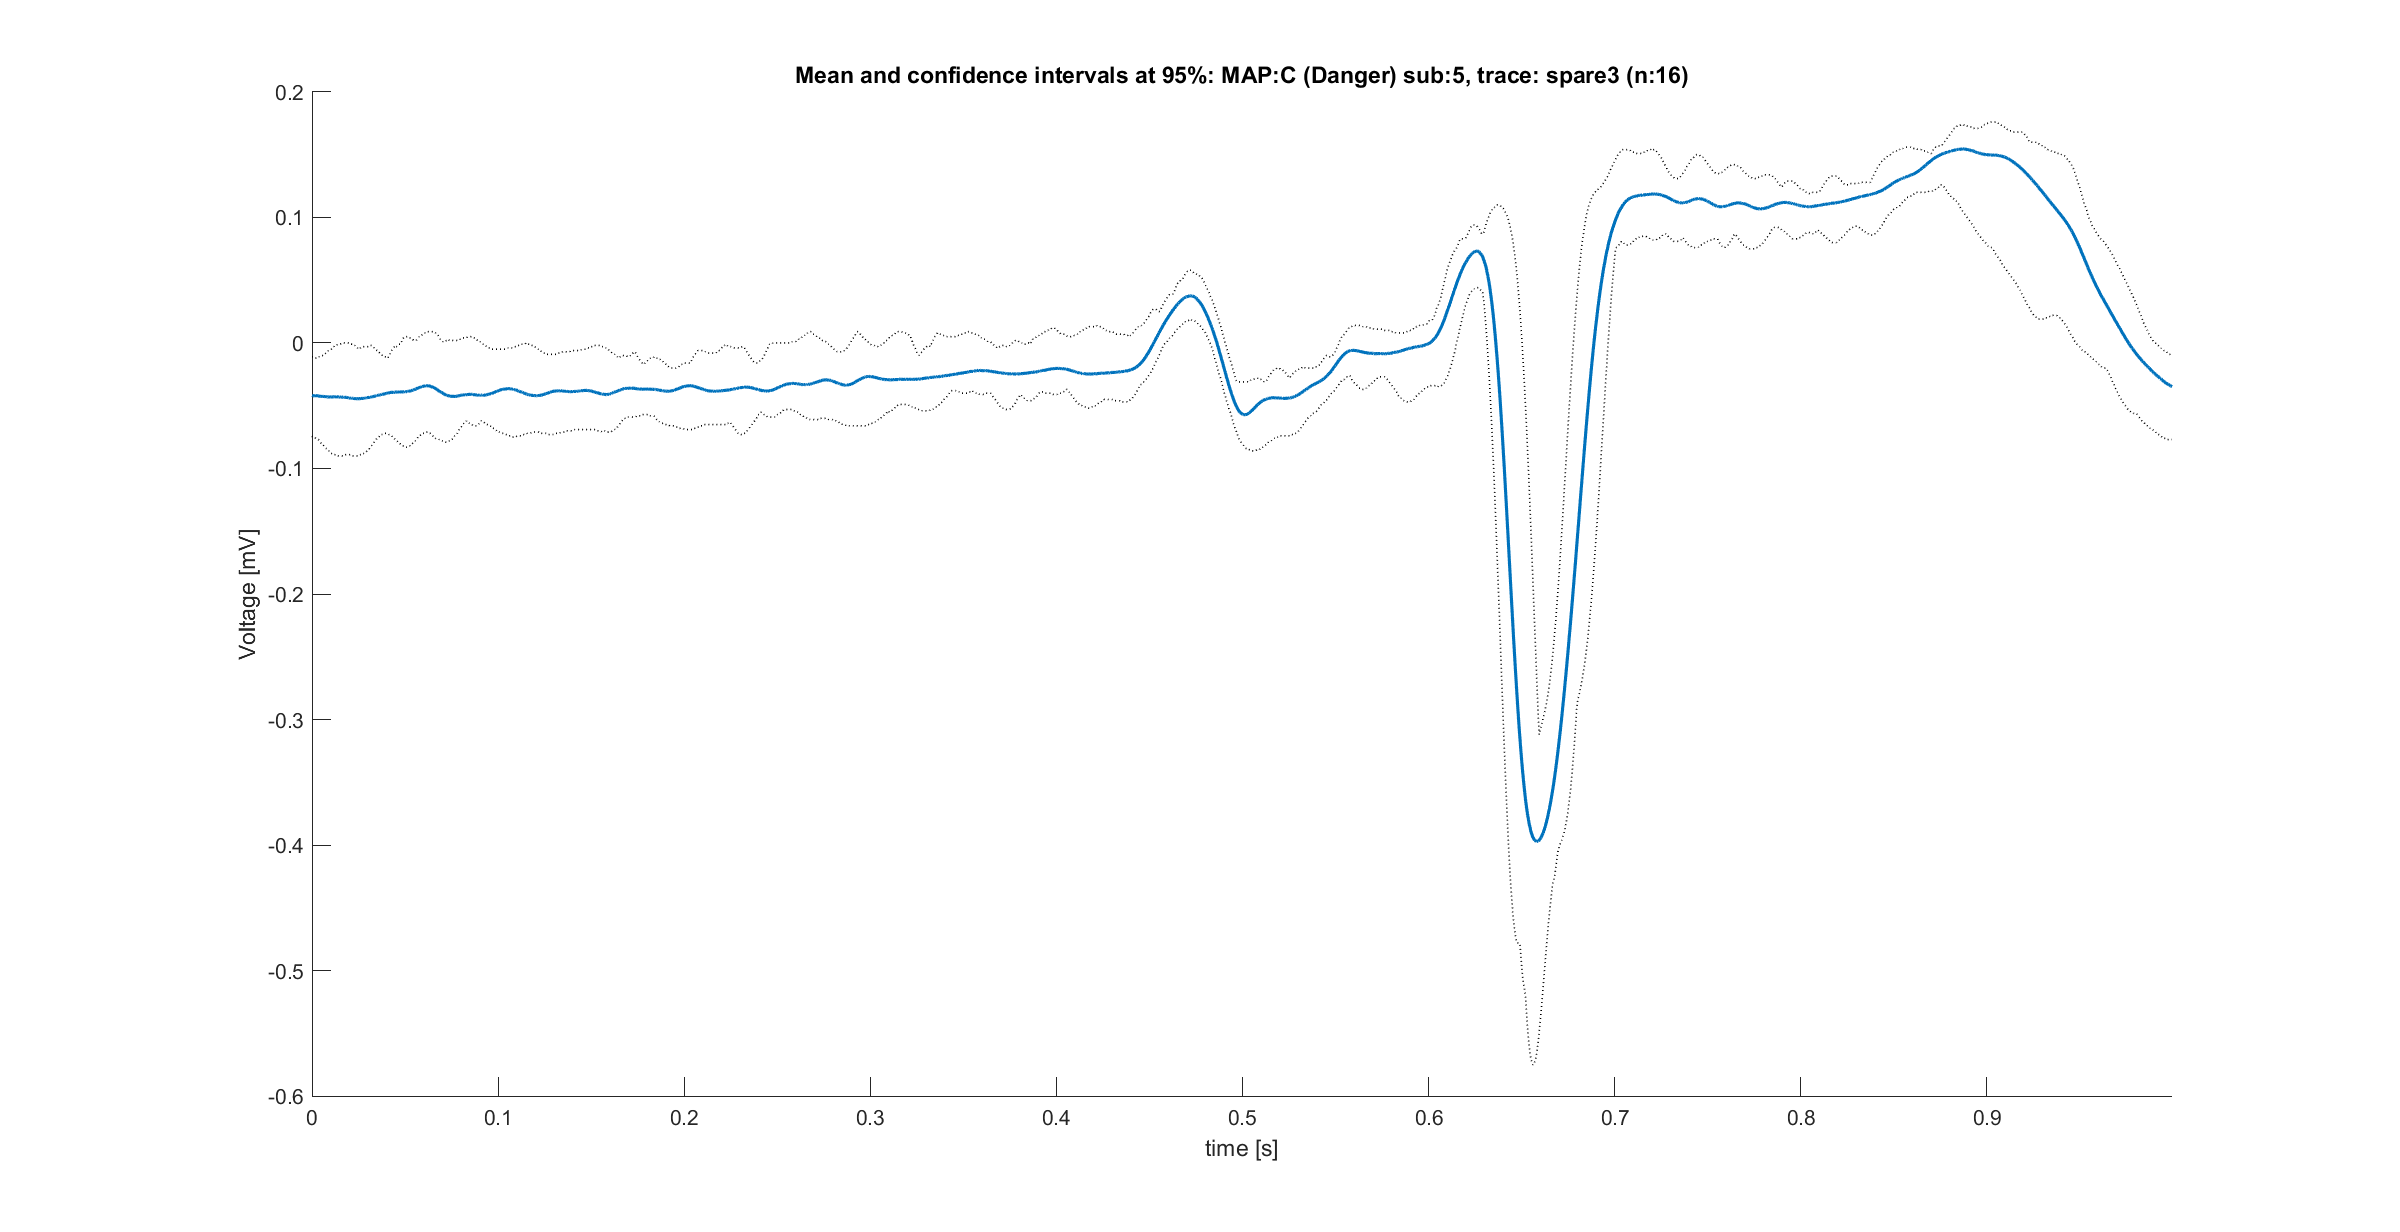 Mean and confidence intervals at 95%: MAP:C (Danger) sub:5, trace: spare3 (n:16)
0.2
0.1
0
-0.1
-0.2
-0.3
-0.4
-0.5
-0.6
Voltage [mV]
0 0.1 0.2 0.3 0.4 0.5 0.6 0.7 0.8 0.9
time [s]